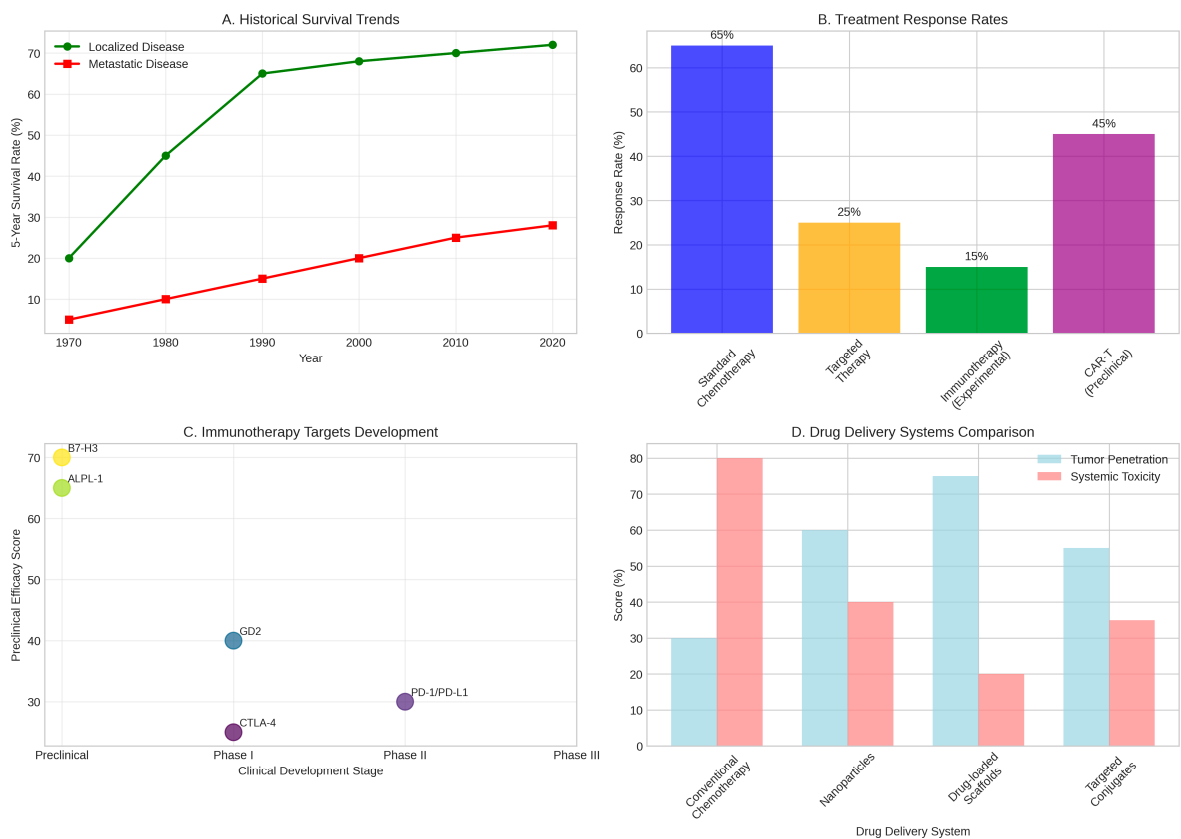 A. Historical Survival Trends
70
60
50
40
30
20
10
5-Year Survival Rate (%)
Localized Disease
Metastatic Disease
1970 1980 1990 2000 2010 2020
Year
B. Treatment Response Rates
60
50
40
30
20
10
0
Response Rate (%)
65%
25%
15%
45%
Standard
Chemotherapy
Targeted
Therapy
Immunotherapy
(Experimental)
CAR-T
(Preclinical)
C. Immunotherapy Targets Development
70
60
50
40
30
Preclinical Efficacy Score
B7-H3
ALPL-1
GD2
PD-1/PD-L1
CTLA-4
Preclinical Phase I Phase II Phase III
Clinical Development Stage
D. Drug Delivery Systems Comparison
80
70
60
50
40
30
20
10
0
Score (%)
Tumor Penetration
Systemic Toxicity
Conventional
Chemotherapy
Nanoparticles
Drug-loaded
Scaffolds
Targeted
Conjugates
Drug Delivery System